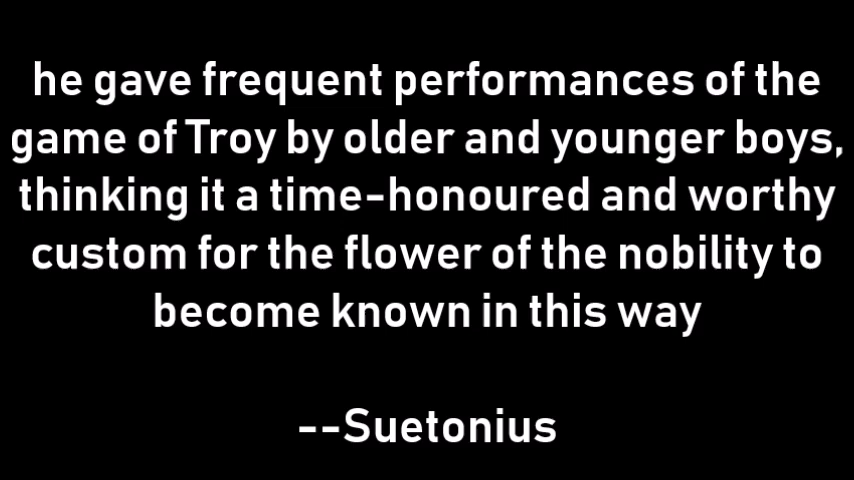 he gave frequent performances of the
game of Troy by older and younger boys,
thinking it a time-honoured and worthy
custom for the flower of the nobility to
become known in this way
--Suetonius